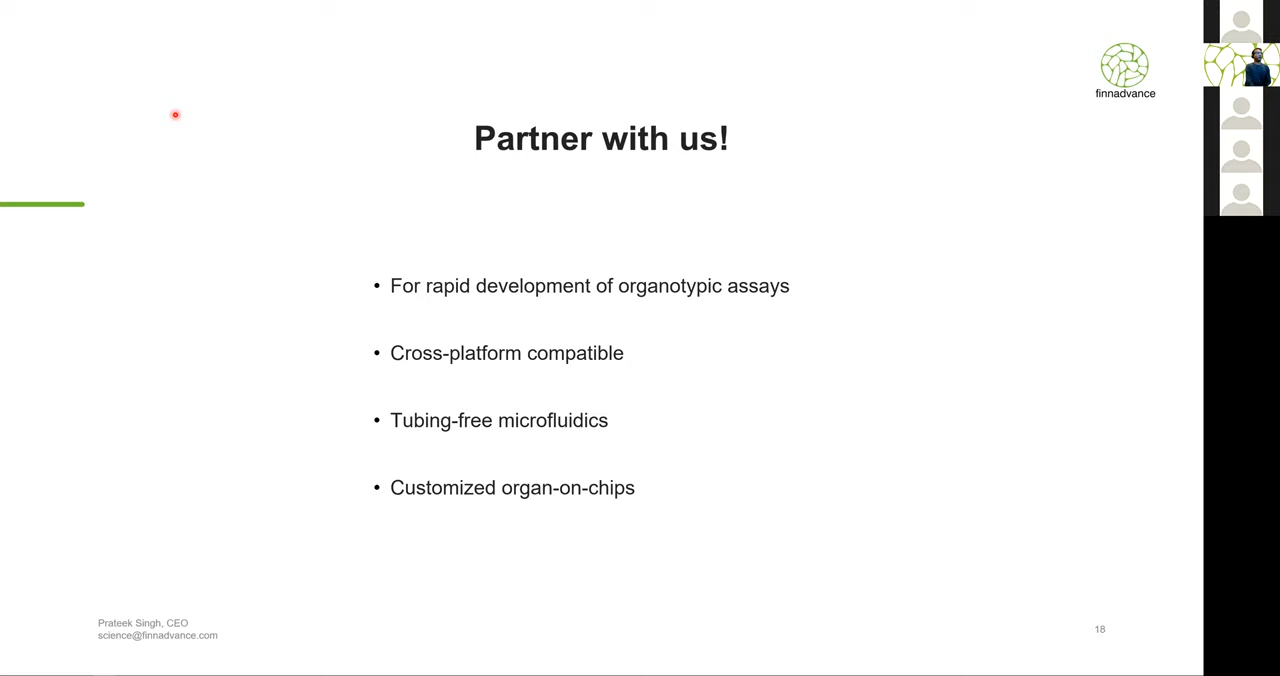 finnadvance
Partner with us!
• For rapid development of organotypic assays
• Cross-platform compatible
• Tubing-free microfluidics
• Customized organ-on-chips
Prateek Singh, CEO
science@finnadvance.com
18